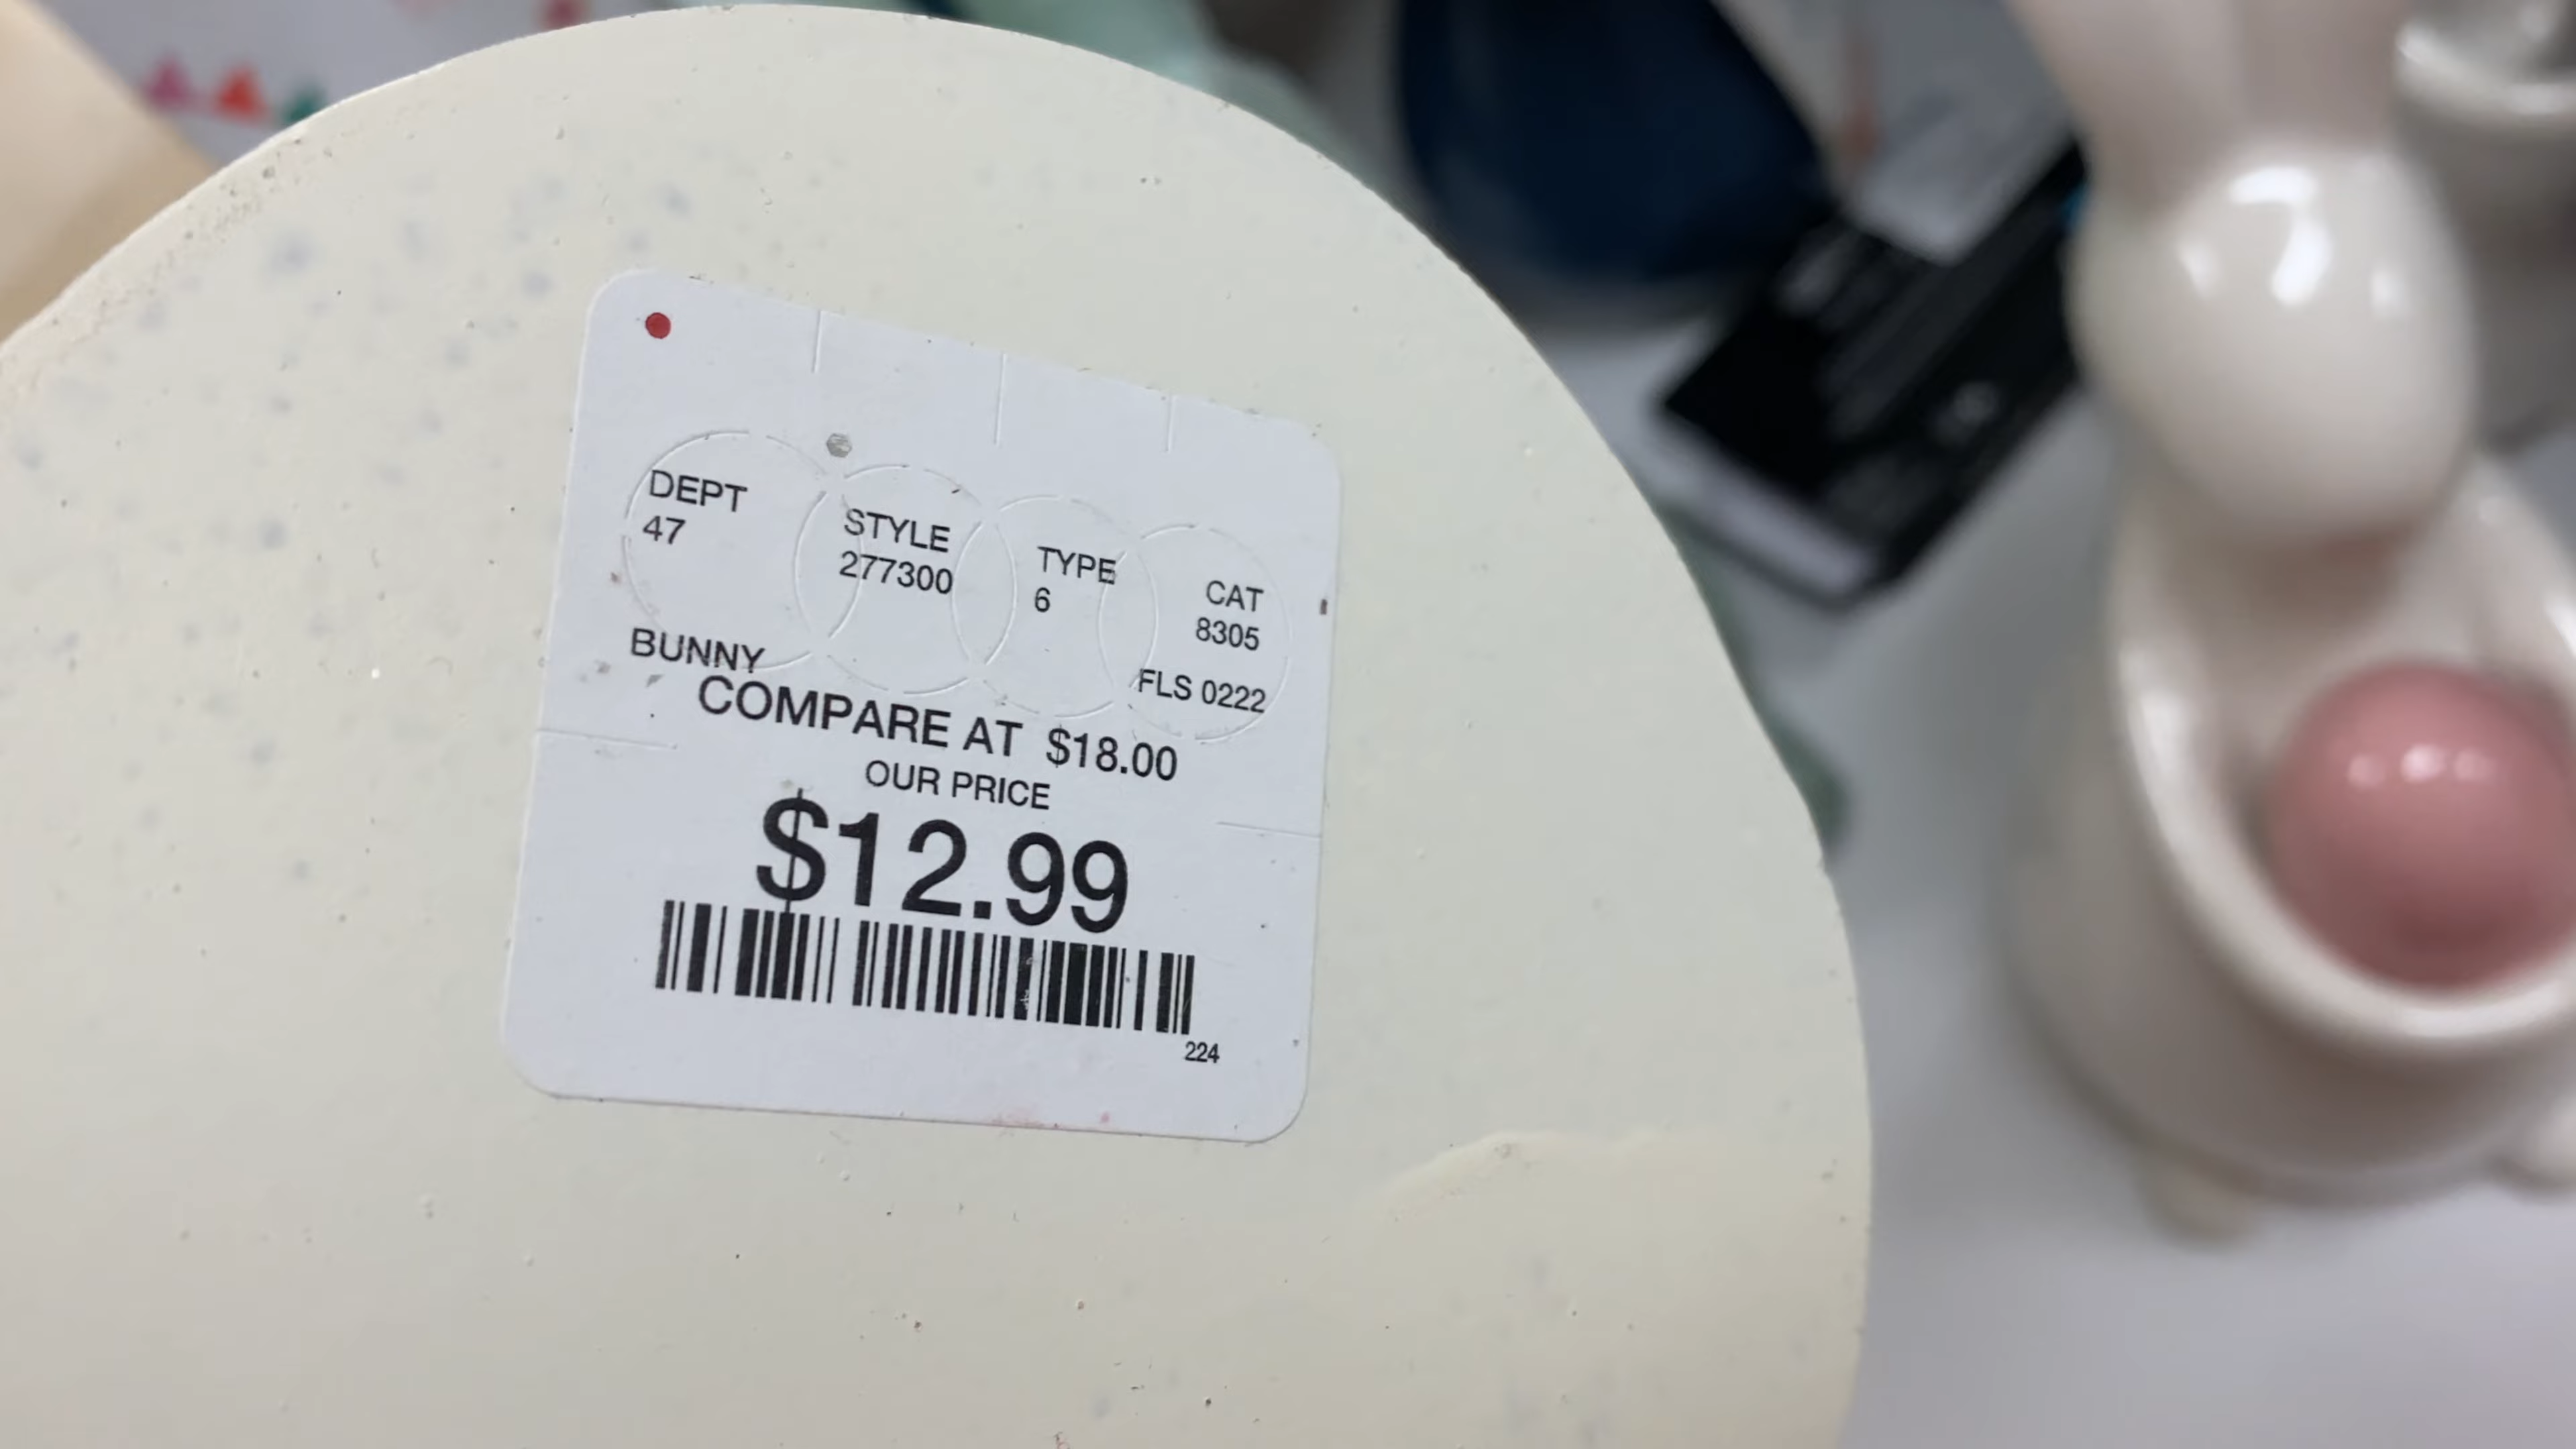 DEPT
47
STYLE
277300
TYPE
6
CAT
8305
BUNNY
FLS 0222
COMPARE AT $18.00
OUR PRICE
$12.99
224